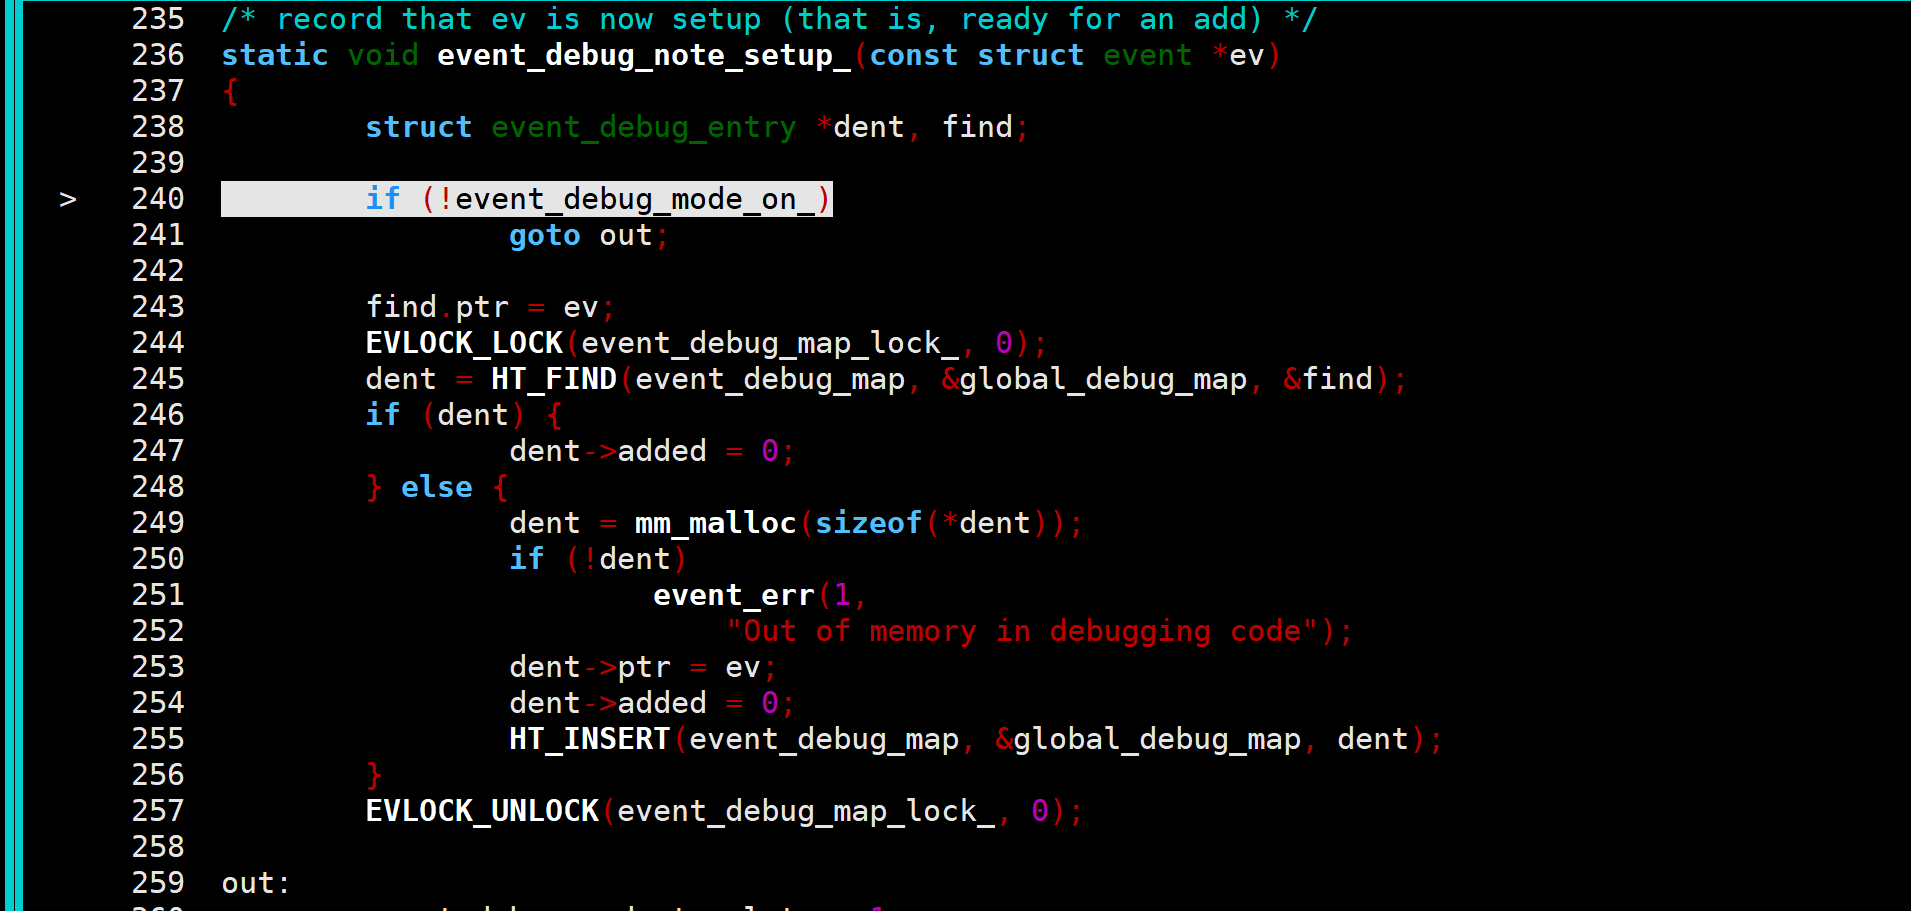 235 /* record that ev is now setup (that is, ready for an add) */
236 static void event_debug_note_setup_(const struct event *ev)
237 {
238         struct event_debug_entry *dent, find;
239
> 240         if (!event_debug_mode_on_)
241                 goto out;
242
243         find.ptr = ev;
244         EVLOCK_LOCK(event_debug_map_lock_, 0);
245         dent = HT_FIND(event_debug_map, &global_debug_map, &find);
246         if (dent) {
247                 dent->added = 0;
248         } else {
249                 dent = mm_malloc(sizeof(*dent));
250                 if (!dent)
251                         event_err(1,
252                             "Out of memory in debugging code");
253                 dent->ptr = ev;
254                 dent->added = 0;
255                 HT_INSERT(event_debug_map, &global_debug_map, dent);
256         }
257         EVLOCK_UNLOCK(event_debug_map_lock_, 0);
258
259 out: